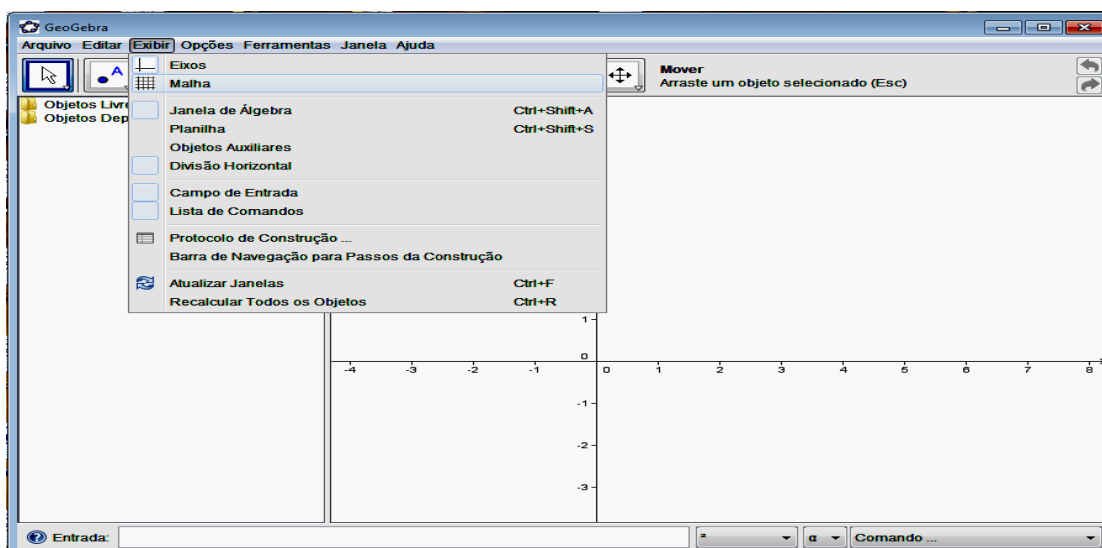 GeoGebra
Arquivo Editar Exibir Opções Ferramentas Janela Ajuda
A
Mover
Arraste um objeto selecionado (Esc)
Eixos
Malha
Objetos
Objetos
Janela de Álgebra Ctrl+Shift+A
Planilha Ctrl+Shift+S
Objetos Auxiliares
Divisão Horizontal
Campo de Entrada
Lista de Comandos
Protocolo de Construção ...
Barra de Navegação para Passos da Construção
Atualizar Janelas Ctrl+F
Recalcular Todos os Objetos Ctrl+R
1
0
-4 -3 -2 -1 0 1 2 3 4 5 6 7 8
-1
-2
-3
Entrada: α Comando ...